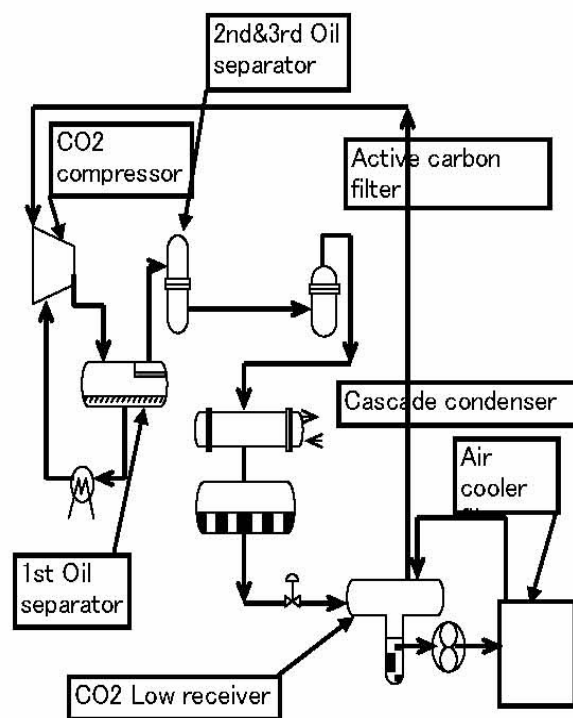 2nd&3rd Oil
separator
CO2
compressor
Active carbon
filter
Cascade condenser
Air
cooler
1st Oil
separator
CO2 Low receiver